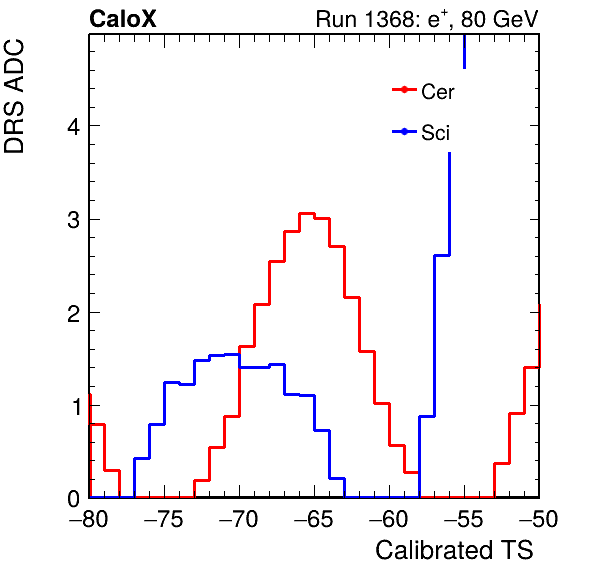 CaloX Run 1368: e⁺, 80 GeV
DRS ADC
Cer
Sci
4
3
2
1
0
−80 −75 −70 −65 −60 −55 −50
Calibrated TS